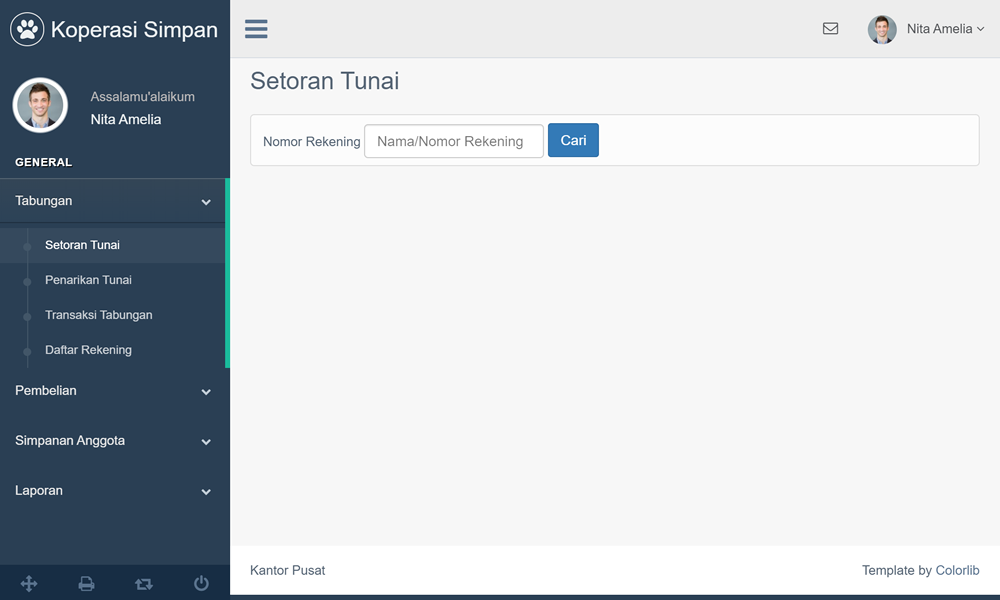 Koperasi Simpan
Nita Amelia
Assalamu'alaikum
Nita Amelia
GENERAL
Tabungan
Setoran Tunai
Penarikan Tunai
Transaksi Tabungan
Daftar Rekening
Pembelian
Simpanan Anggota
Laporan
Setoran Tunai
Nomor Rekening Nama/Nomor Rekening Cari
Kantor Pusat
Template by Colorlib